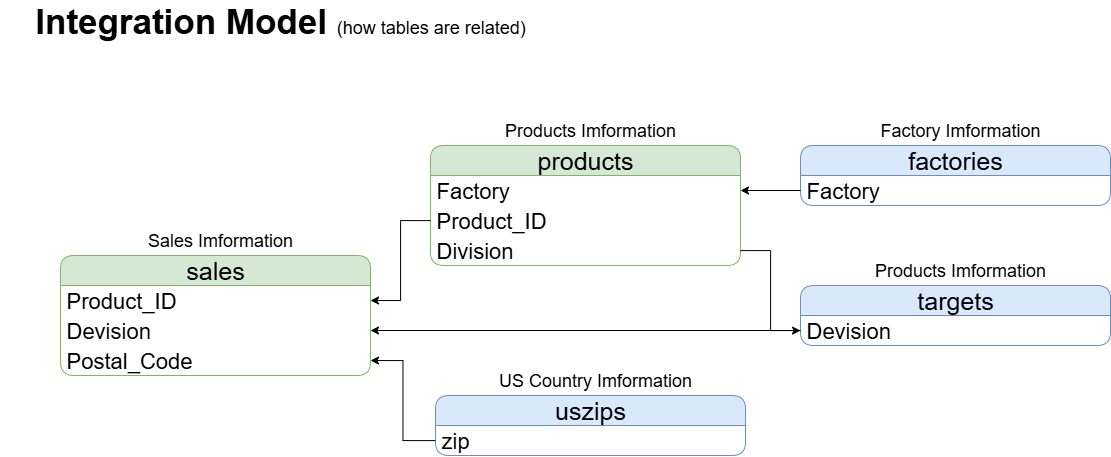 Integration Model (how tables are related)
Products Imformation
products
Factory
Product_ID
Division
Factory Imformation
factories
Factory
Sales Imformation
sales
Product_ID
Devision
Postal_Code
Products Imformation
targets
Devision
US Country Imformation
uszips
zip